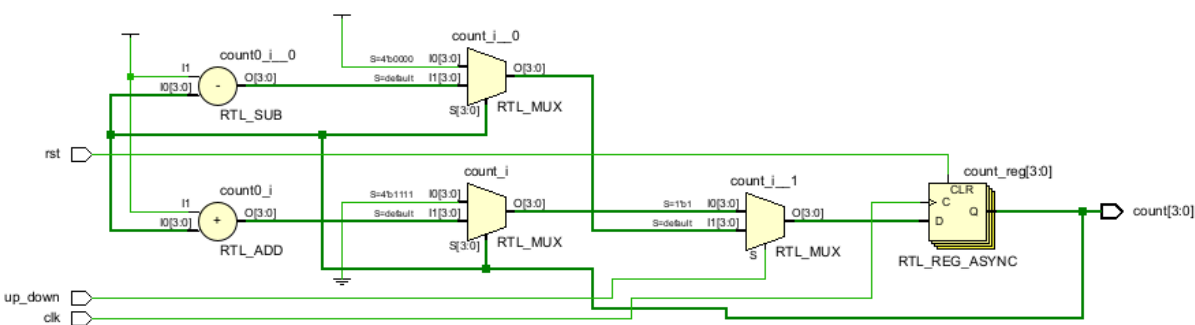 count_i__0
count0_i__0
S=4'b0000 I0[3:0]
I1 O[3:0] S=default I1[3:0] O[3:0]
I0[3:0] -
S[3:0] RTL_MUX
RTL_SUB
rst
count_i count_reg[3:0]
count_i__1
count0_i S=4'b1111 I0[3:0] CLR
I1 O[3:0] S=default I1[3:0] O[3:0] S=1'b1 I0[3:0] C
I0[3:0] + S=default I1[3:0] O[3:0] D Q count[3:0]
S[3:0] RTL_MUX
RTL_ADD S RTL_MUX RTL_REG_ASYNC
up_down
clk